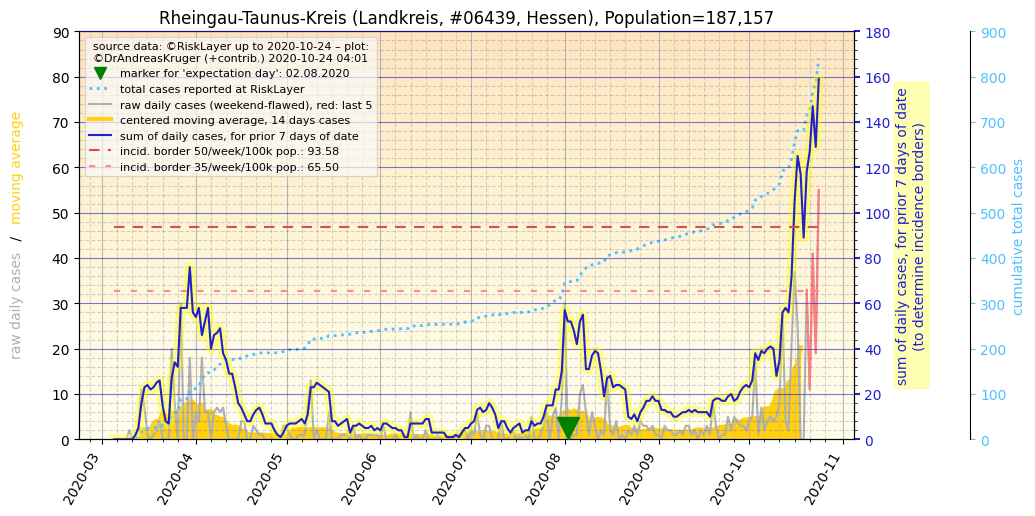 Rheingau-Taunus-Kreis (Landkreis, #06439, Hessen), Population=187,157
source data: ©RiskLayer up to 2020-10-24 – plot:
©DrAndreasKruger (+contrib.) 2020-10-24 04:01
marker for 'expectation day': 02.08.2020
total cases reported at RiskLayer
raw daily cases (weekend-flawed), red: last 5
centered moving average, 14 days cases
sum of daily cases, for prior 7 days of date
incid. border 50/week/100k pop.: 93.58
incid. border 35/week/100k pop.: 65.50
raw daily cases / moving average
90
80
70
60
50
40
30
20
10
0
180
160
140
120
100
80
60
40
20
0
sum of daily cases, for prior 7 days of date
(to determine incidence borders)
900
800
700
600
500
400
300
200
100
0
cumulative total cases
2020-03
2020-04
2020-05
2020-06
2020-07
2020-08
2020-09
2020-10
2020-11